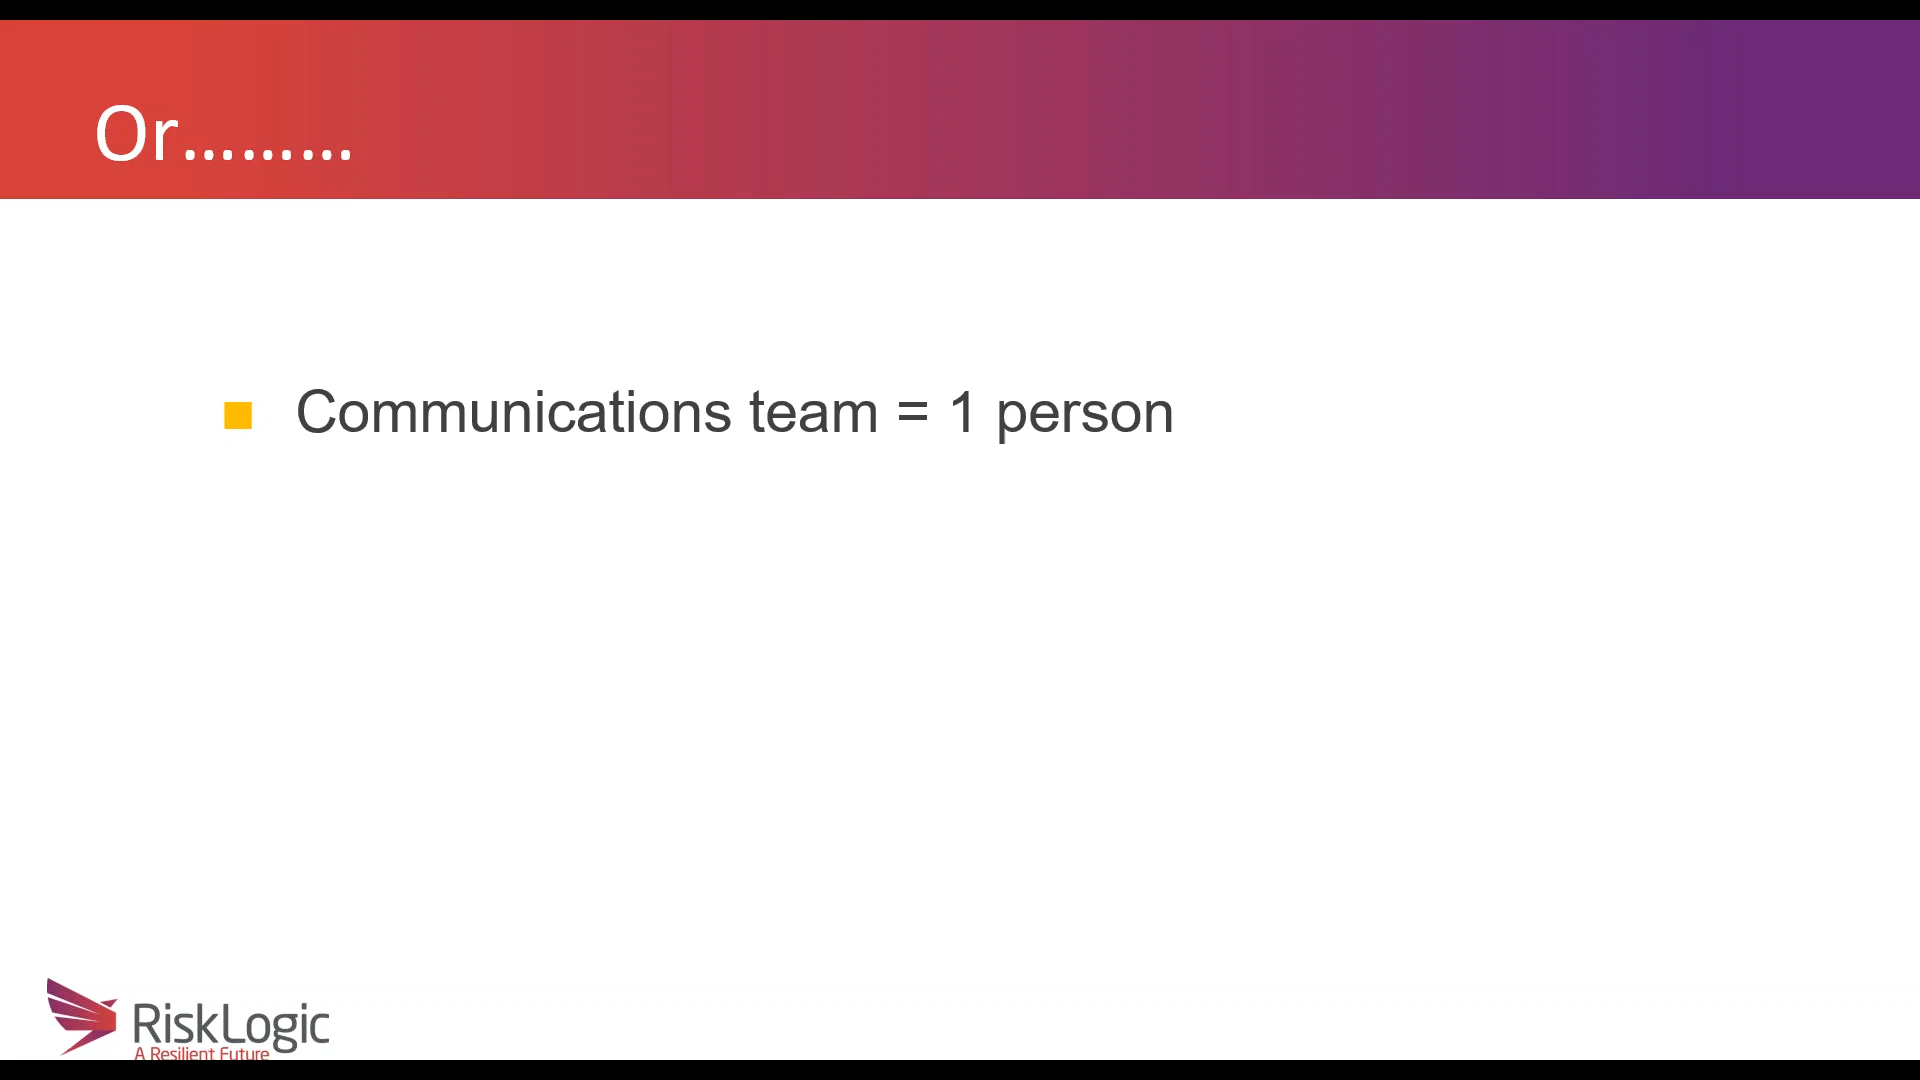 Or.........
Communications team = 1 person
RiskLogic
A Resilient Future